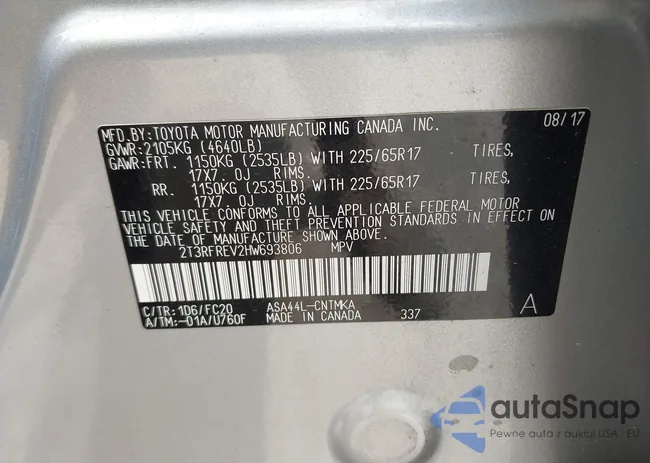 MFD.BY:TOYOTA MOTOR MANUFACTURING CANADA INC. 08/17
GVWR:2105KG (4640LB)
GAWR:FRT. 1150KG (2535LB) WITH 225/65R17 TIRES,
17X7.0J RIMS.
RR. 1150KG (2535LB) WITH 225/65R17 TIRES,
17X7.0J RIMS.
THIS VEHICLE CONFORMS TO ALL APPLICABLE FEDERAL MOTOR
VEHICLE SAFETY AND THEFT PREVENTION STANDARDS IN EFFECT ON
THE DATE OF MANUFACTURE SHOWN ABOVE.
2T3RFREV2HW693806 MPV
C/TR:1D6/FC20 ASA44L-CNTMKA
A/TM:-01A/U760F MADE IN CANADA 337 A
autaSnap
Pewne auta z aukcji USA - EU